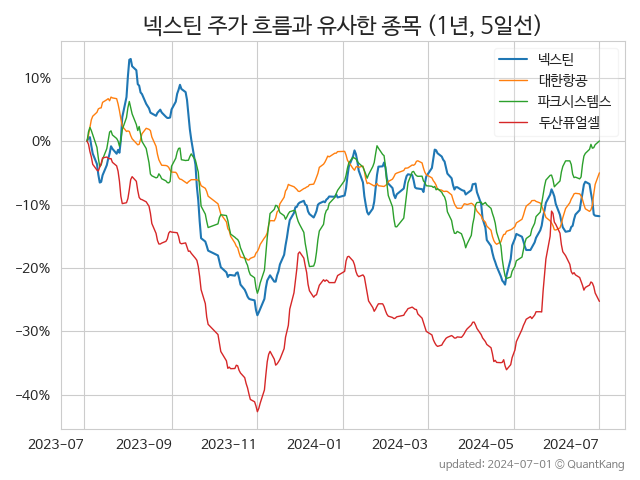 넥스틴 주가 흐름과 유사한 종목 (1년, 5일선)
넥스틴
대한항공
파크시스템스
두산퓨얼셀
10%
0%
−10%
−20%
−30%
−40%
2023-07 2023-09 2023-11 2024-01 2024-03 2024-05 2024-07
updated: 2024-07-01 © QuantKang